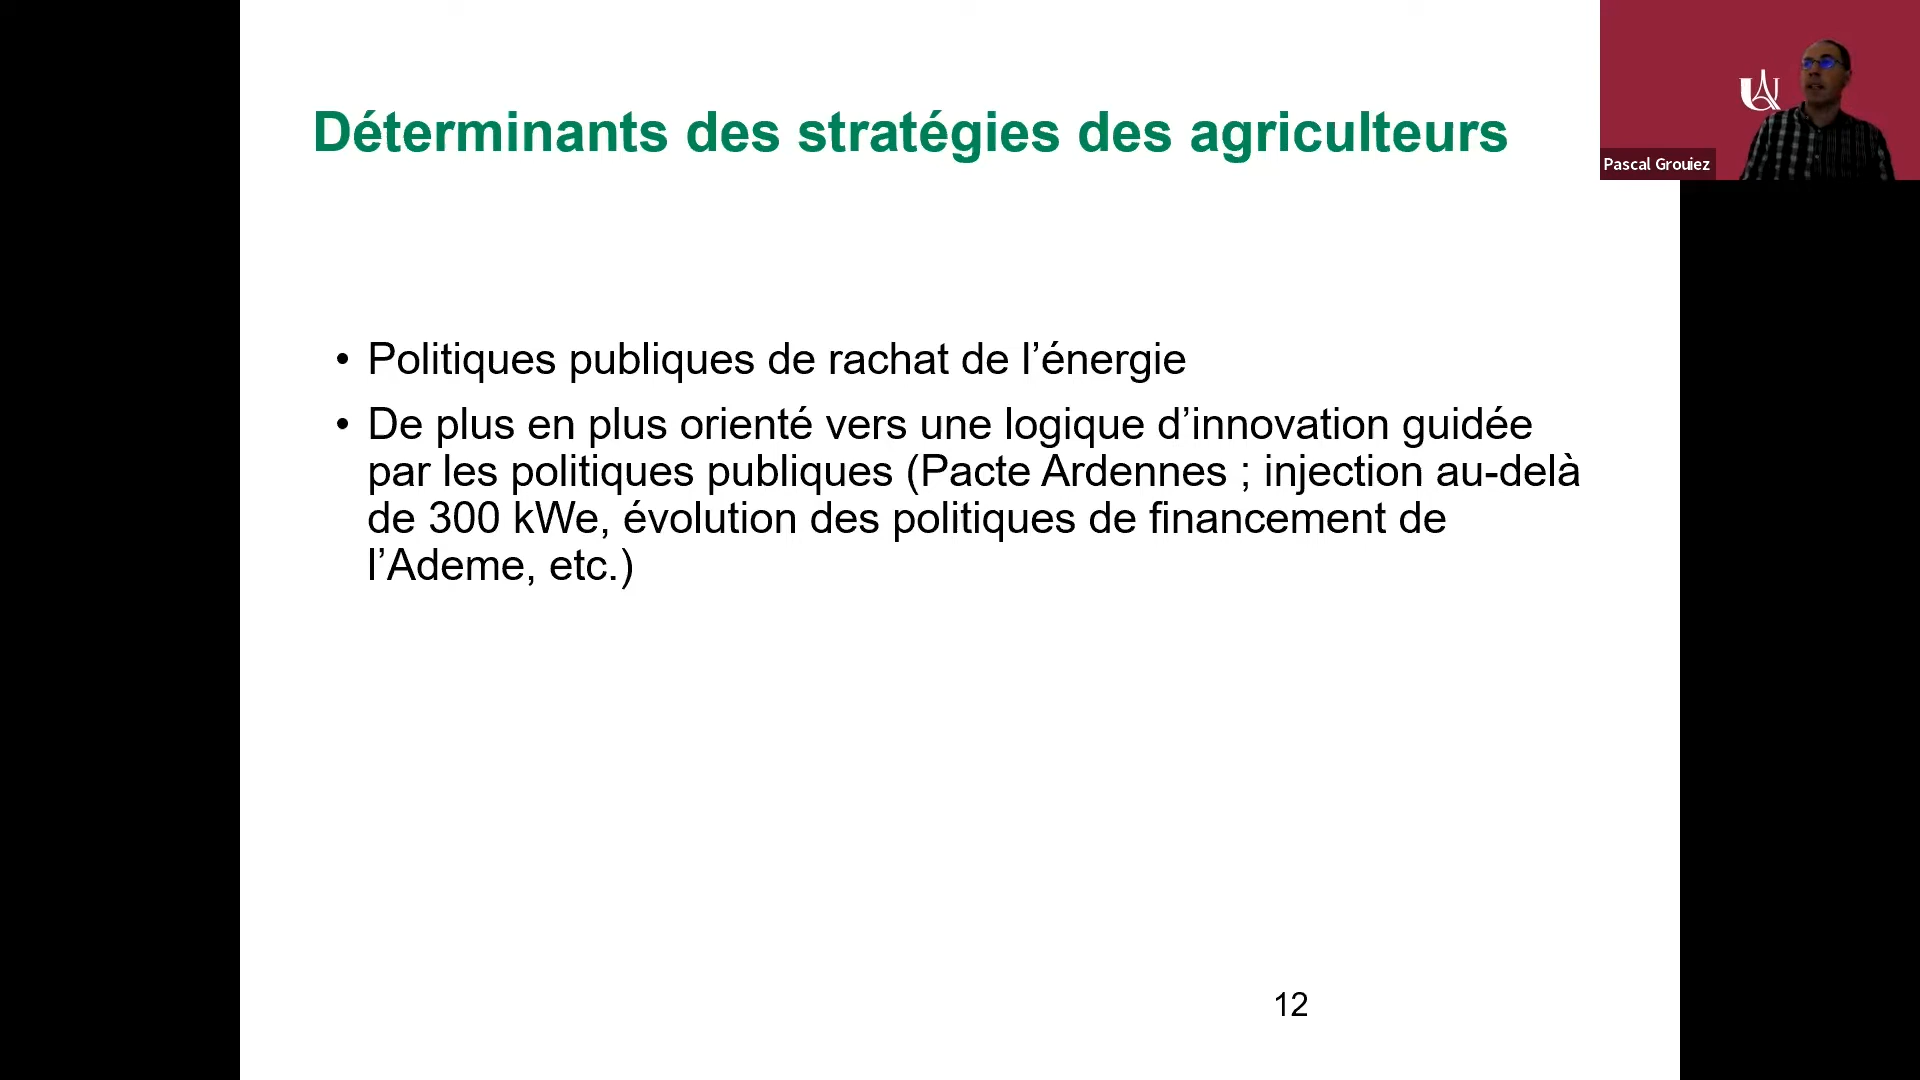 Déterminants des stratégies des agriculteurs
Pascal Grouiez
• Politiques publiques de rachat de l’énergie
• De plus en plus orienté vers une logique d’innovation guidée
par les politiques publiques (Pacte Ardennes ; injection au-delà
de 300 kWe, évolution des politiques de financement de
l’Ademe, etc.)
12